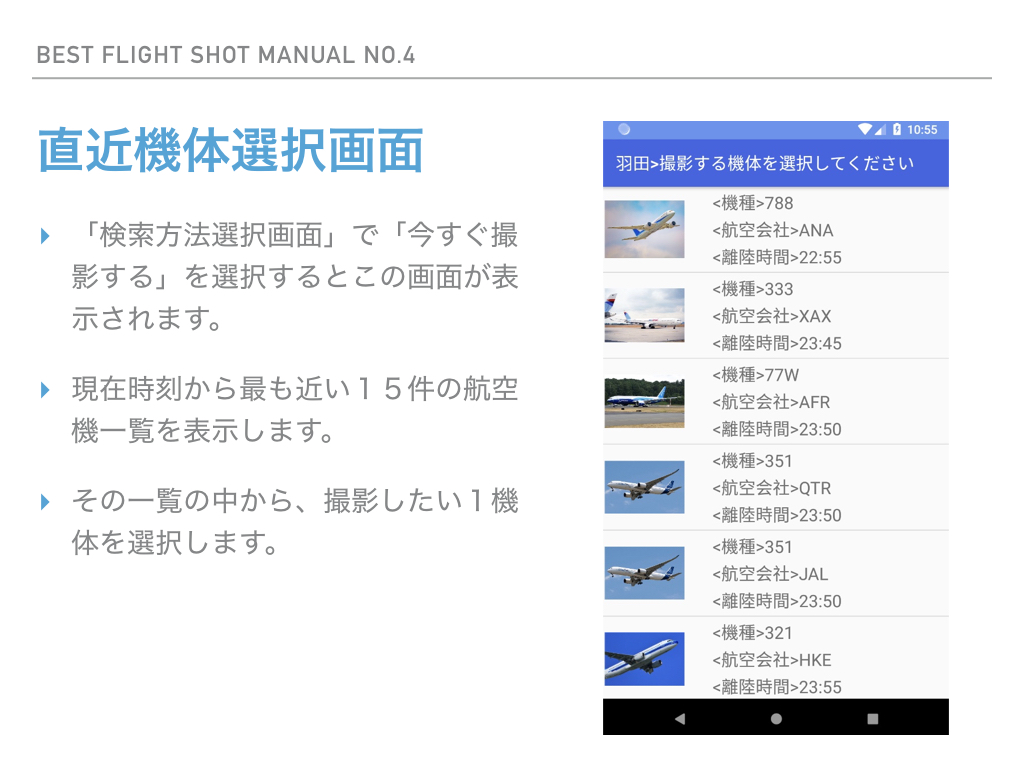 BEST FLIGHT SHOT MANUAL NO.4
直近機体選択画面
「検索方法選択画面」で「今すぐ撮
影する」を選択するとこの画面が表
示されます。
現在時刻から最も近い１５件の航空
機一覧を表示します。
その一覧の中から、撮影したい１機
体を選択します。
10:55
羽田>撮影する機体を選択してください
<機種>788
<航空会社>ANA
<離陸時間>22:55
<機種>333
<航空会社>XAX
<離陸時間>23:45
<機種>77W
<航空会社>AFR
<離陸時間>23:50
<機種>351
<航空会社>QTR
<離陸時間>23:50
<機種>351
<航空会社>JAL
<離陸時間>23:50
<機種>321
<航空会社>HKE
<離陸時間>23:55